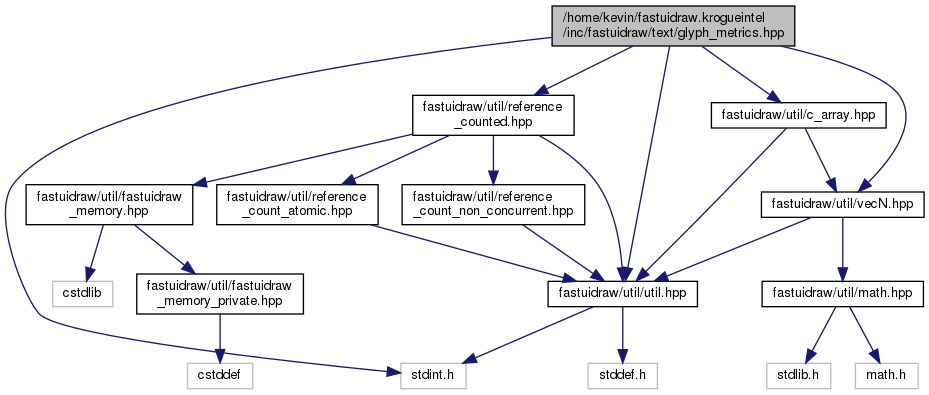 /home/kevin/fastuidraw.krogueintel
/inc/fastuidraw/text/glyph_metrics.hpp
fastuidraw/util/reference
_counted.hpp
fastuidraw/util/c_array.hpp
fastuidraw/util/fastuidraw
_memory.hpp
fastuidraw/util/reference
_count_atomic.hpp
fastuidraw/util/reference
_count_non_concurrent.hpp
fastuidraw/util/vecN.hpp
cstdlib
fastuidraw/util/fastuidraw
_memory_private.hpp
fastuidraw/util/util.hpp
fastuidraw/util/math.hpp
cstddef
stdint.h
stddef.h
stdlib.h
math.h